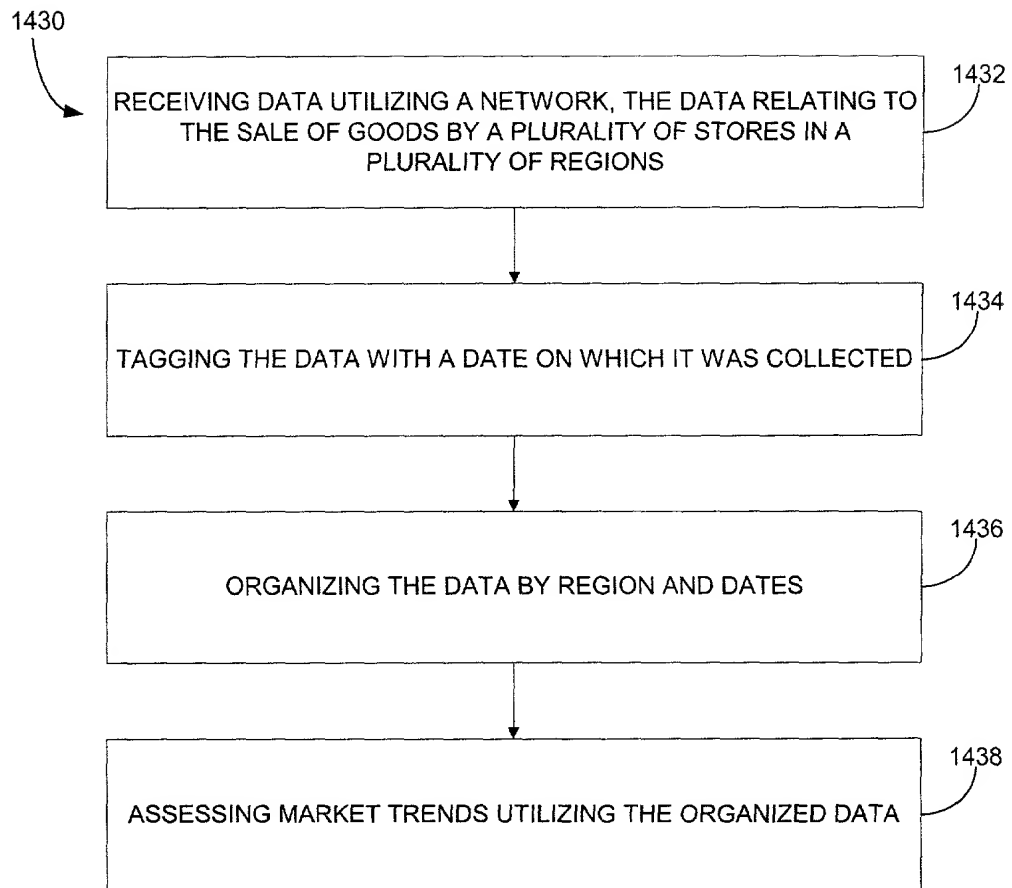 1430
1432
RECEIVING DATA UTILIZING A NETWORK, THE DATA RELATING TO
THE SALE OF GOODS BY A PLURALITY OF STORES IN A
PLURALITY OF REGIONS
1434
TAGGING THE DATA WITH A DATE ON WHICH IT WAS COLLECTED
1436
ORGANIZING THE DATA BY REGION AND DATES
1438
ASSESSING MARKET TRENDS UTILIZING THE ORGANIZED DATA